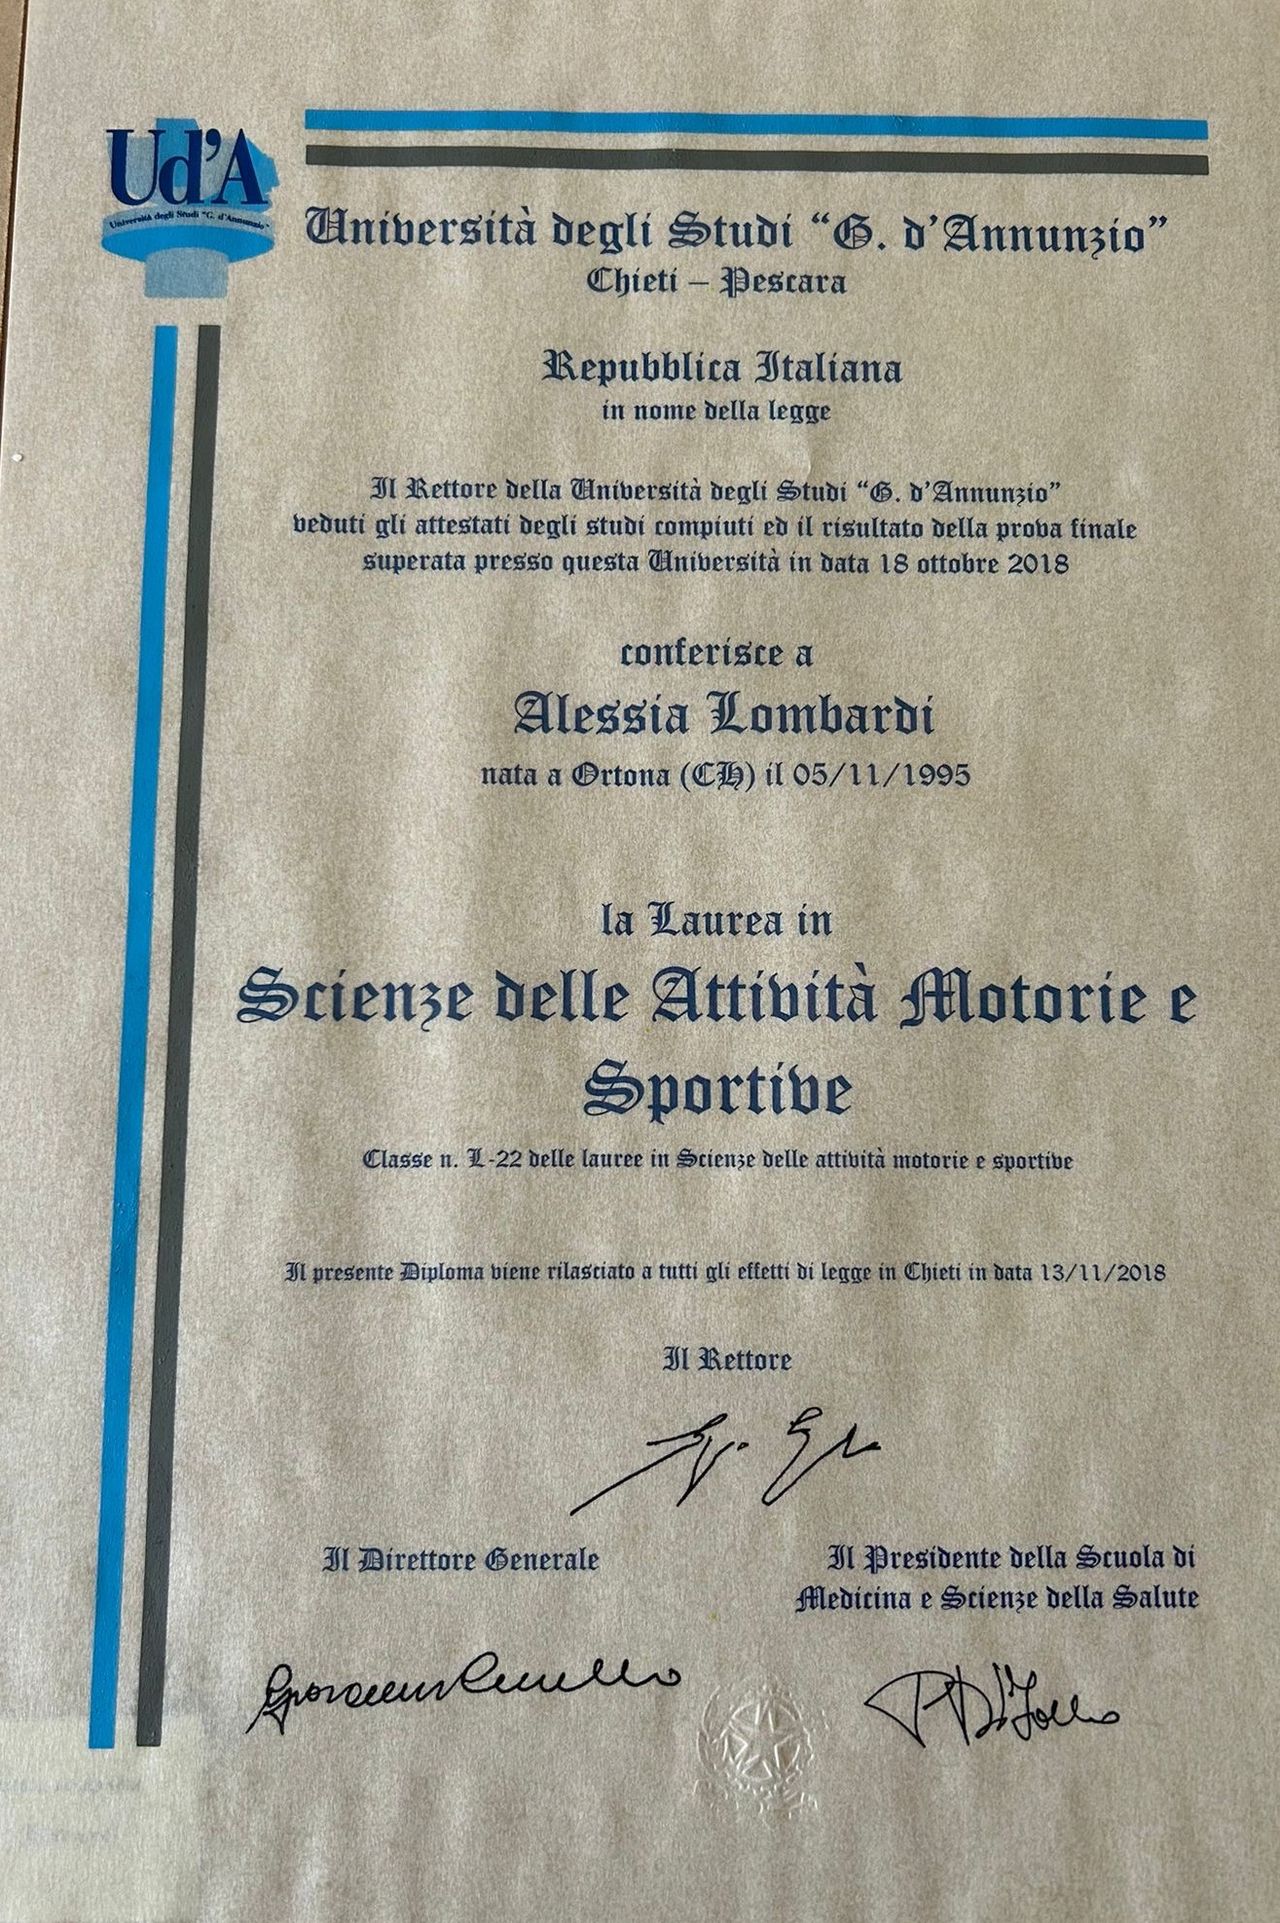 Ud'A
Università degli Studi "G. d'Annunzio"
Università degli Studi “G. d’Annunzio”
Chieti – Pescara
Repubblica Italiana
in nome della legge
Il Rettore della Università degli Studi “G. d’Annunzio”
veduti gli attestati degli studi compiuti ed il risultato della prova finale
superata presso questa Università in data 18 ottobre 2018
conferisce a
Alessia Lombardi
nata a Ortona (CH) il 05/11/1995
la Laurea in
Scienze delle Attività Motorie e
Sportive
Classe n. L-22 delle lauree in Scienze delle attività motorie e sportive
Il presente Diploma viene rilasciato a tutti gli effetti di legge in Chieti in data 13/11/2018
Il Rettore
Il Direttore Generale
Il Presidente della Scuola di
Medicina e Scienze della Salute